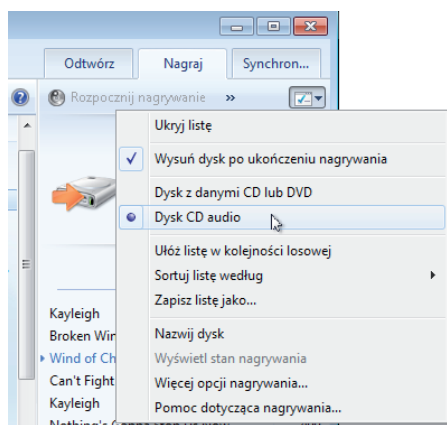 Odtwórz Nagraj Synchron...
Rozpocznij nagrywanie »
Ukryj listę
Wysuń dysk po ukończeniu nagrywania
Dysk z danymi CD lub DVD
Dysk CD audio
Ułóż listę w kolejności losowej
Sortuj listę według
Zapisz listę jako...
Kayleigh
Nazwij dysk
Broken Win
Wyświetl stan nagrywania
Wind of Ch
Więcej opcji nagrywania...
Can't Fight
Pomoc dotycząca nagrywania...
Kayleigh